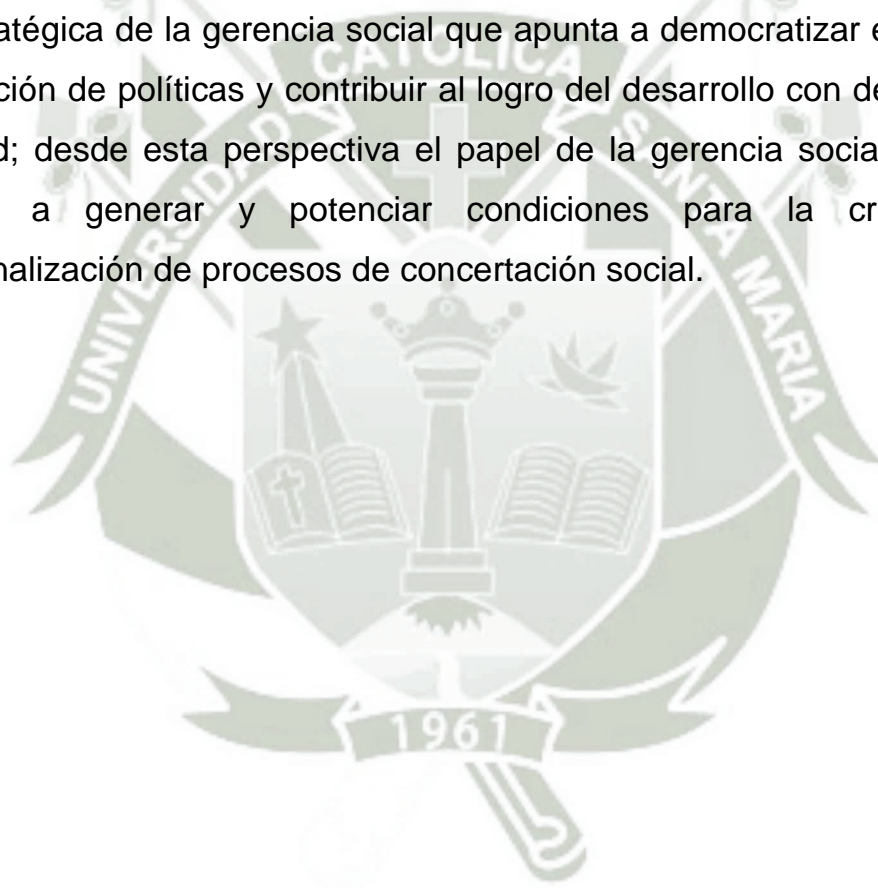 atégica de la gerencia social que apunta a democratizar e
ción de políticas y contribuir al logro del desarrollo con de
d; desde esta perspectiva el papel de la gerencia socia
a generar y potenciar condiciones para la cr
nalización de procesos de concertación social.
UNIVERSIDAD CATOLICA SANTA MARIA
1961